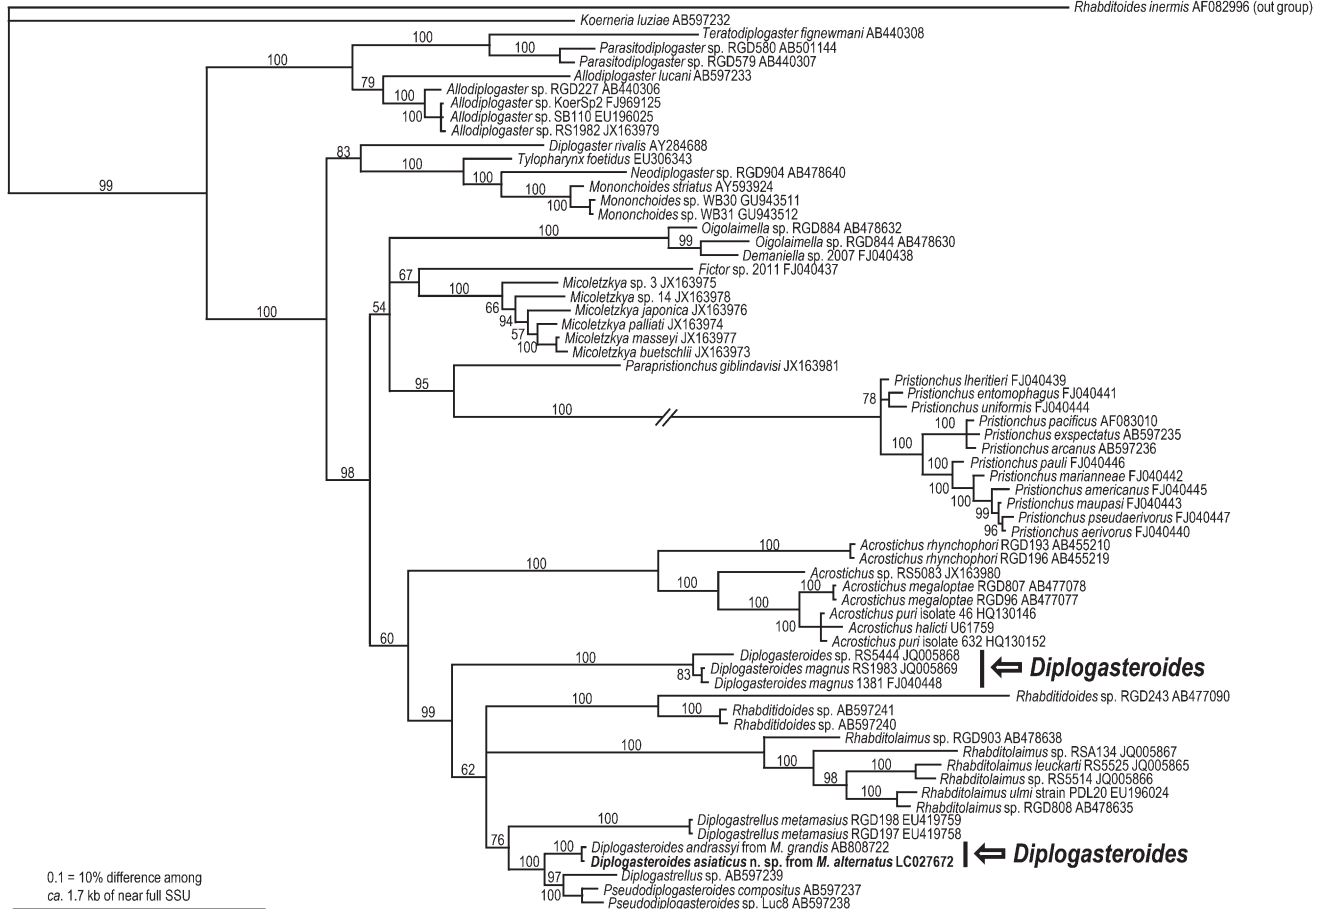 Rhabditoides inermis AF082996 (out group)
Koerneria luziae AB597232
Teratodiplogaster fignewmani AB440308
100
Parasitodiplogaster sp. RGD580 AB501144
100
Parasitodiplogaster sp. RGD579 AB440307
100
Allodiplogaster lucani AB597233
79
Allodiplogaster sp. RGD227 AB440306
100
Allodiplogaster sp. KoerSp2 FJ969125
100
Allodiplogaster sp. SB110 EU196025
Allodiplogaster sp. RS1982 JX163979
Diplogaster rivalis AY284688
83
Tylopharynx foetidus EU306343
100
Neodiplogaster sp. RGD904 AB478640
100
Mononchoides striatus AY593924
100
99
Mononchoides sp. WB30 GU943511
100
Mononchoides sp. WB31 GU943512
Oigolaimella sp. RGD884 AB478632
100
Oigolaimella sp. RGD844 AB478630
99
Demaniella sp. 2007 FJ040438
Fictor sp. 2011 FJ040437
67
Micoletzkya sp. 3 JX163975
100
Micoletzkya sp. 14 JX163978
66
54
Micoletzkya japonica JX163976
100
94
Micoletzkya palliati JX163974
57
Micoletzkya masseyi JX163977
100
Micoletzkya buetschlii JX163973
Parapristionchus giblindavisi JX163981
95
Pristionchus lheritieri FJ040439
78
Pristionchus entomophagus FJ040441
100
Pristionchus uniformis FJ040444
Pristionchus pacificus AF083010
100
Pristionchus exspectatus AB597235
100
Pristionchus arcanus AB597236
100
Pristionchus pauli FJ040446
98
Pristionchus marianneae FJ040442
100
Pristionchus americanus FJ040445
100
Pristionchus maupasi FJ040443
99
Pristionchus pseudaerivorus FJ040447
96
Pristionchus aerivorus FJ040440
Acrostichus rhynchophori RGD193 AB455210
100
Acrostichus rhynchophori RGD196 AB455219
100
Acrostichus sp. RS5083 JX163980
100
Acrostichus megaloptae RGD807 AB477078
100
Acrostichus megaloptae RGD96 AB477077
100
Acrostichus puri isolate 46 HQ130146
100
Acrostichus halicti U61759
60
Acrostichus puri isolate 632 HQ130152
Diplogasteroides sp. RS5444 JQ005868
100
Diplogasteroides magnus RS1983 JQ005869
83
Diplogasteroides magnus 1381 FJ040448
Diplogasteroides
Rhabditidoides sp. RGD243 AB477090
100
Rhabditidoides sp. AB597241
100
99
Rhabditidoides sp. AB597240
Rhabditolaimus sp. RGD903 AB478638
100
Rhabditolaimus sp. RSA134 JQ005867
100
Rhabditolaimus leuckarti RS5525 JQ005865
100
62
98
Rhabditolaimus sp. RS5514 JQ005866
Rhabditolaimus ulmi strain PDL20 EU196024
100
Rhabditolaimus sp. RGD808 AB478635
Diplogastrellus metamasius RGD198 EU419759
100
Diplogastrellus metamasius RGD197 EU419758
76
Diplogasteroides andrassyi from M. grandis AB808722
100
Diplogasteroides asiaticus n. sp. from M. alternatus LC027672
Diplogasteroides
100
Diplogastrellus sp. AB597239
97
Pseudodiplogasteroides compositus AB597237
100
Pseudodiplogasteroides sp. Luc8 AB597238
0.1 = 10% difference among
ca. 1.7 kb of near full SSU